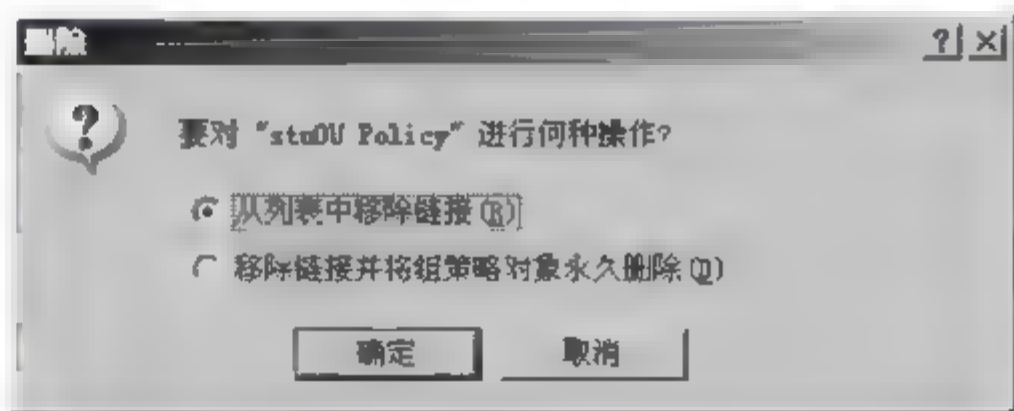 删除
要对 "stuOU Policy" 进行何种操作?
从列表中移除链接(R)
移除链接并将组策略对象永久删除(D)
确定
取消